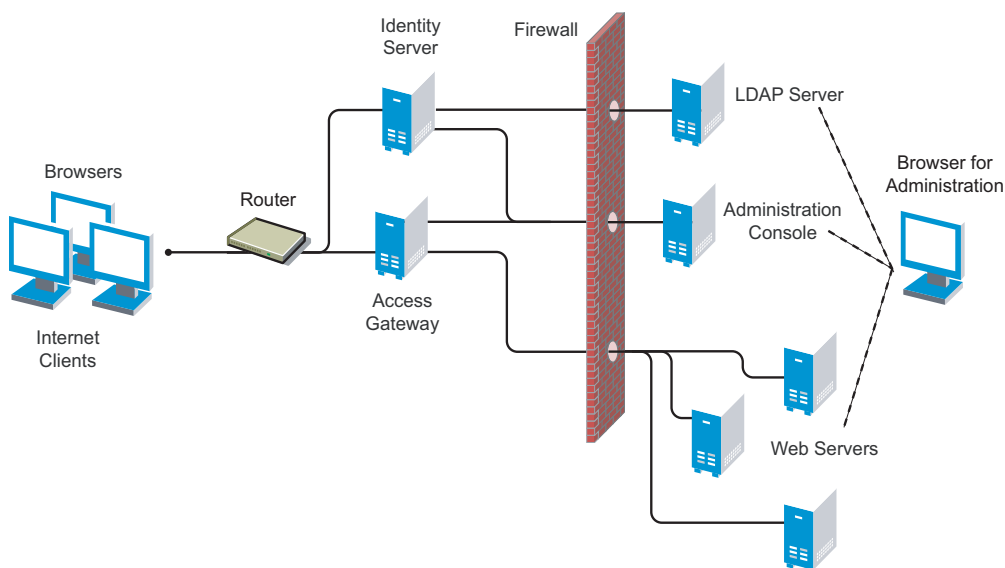 Identity
Server
Firewall
LDAP Server
Browsers
Router
Browser for
Administration
Administration
Console
Access
Gateway
Internet
Clients
Web Servers